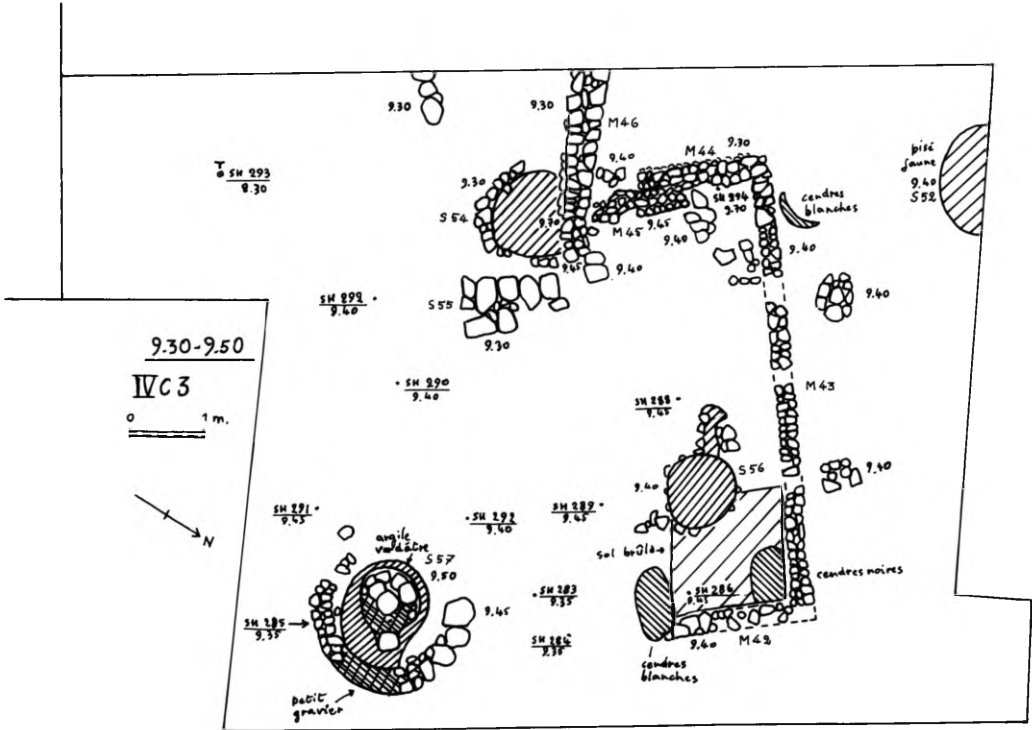 9.30
9.30
M46
M44
9.30
pisé
jaune
9.40
S52
SH 293
8.30
9.30
9.40
SH 294
9.70
cendres
blanches
S54
9.70
M45
9.45
9.40
9.40
9.45
9.40
SH 292
9.40
S55
9.30
9.40
9.30-9.50
IVC3
0 1m.
SH 290
9.40
M43
SH 288
9.45
S56
9.40
9.40
N
SH 291
9.45
SH 292
9.40
SH 289
9.45
argile
verdâtre
S57
9.50
sol brûlé
cendres noires
SH 285
9.35
9.45
SH 283
9.35
SH 286
9.45
SH 284
9.35
9.40
M42
cendres
blanches
petit
gravier